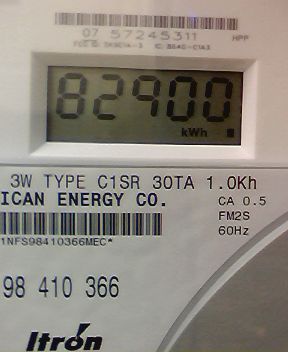 07 57245311 HPP
82900
kWh
3W TYPE C1SR 30TA 1.0Kh
ICAN ENERGY CO.
CA 0.5
FM2S
60Hz
1NFS98410366MEC*
98 410 366
Itron